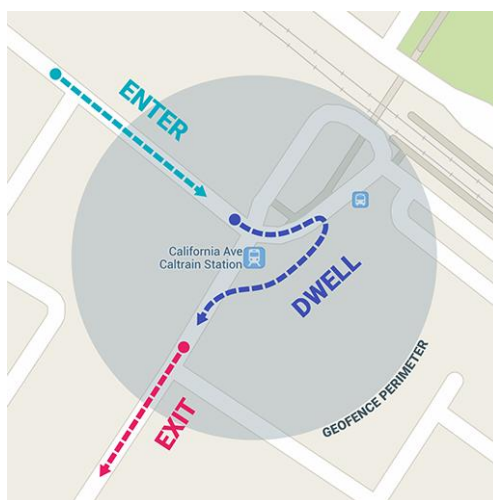 ENTER
California Ave
Caltrain Station
DWELL
GEOFENCE PERIMETER
EXIT